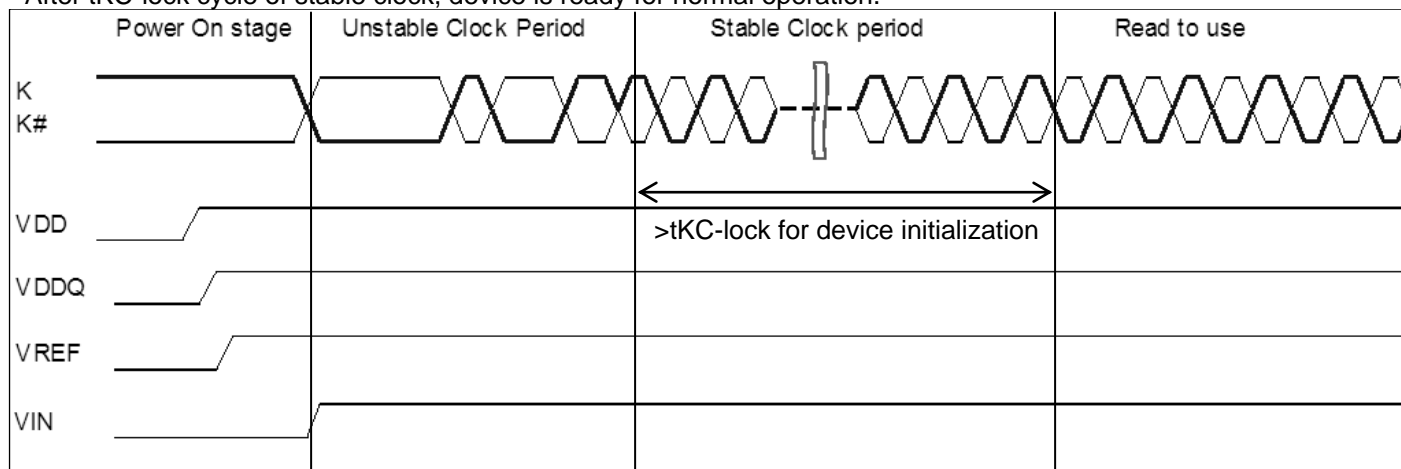 After tKC-lock cycle of stable clock, device is ready for normal operation.
Power On stage Unstable Clock Period Stable Clock period Read to use
K
K#
VDD
>tKC-lock for device initialization
VDDQ
VREF
VIN